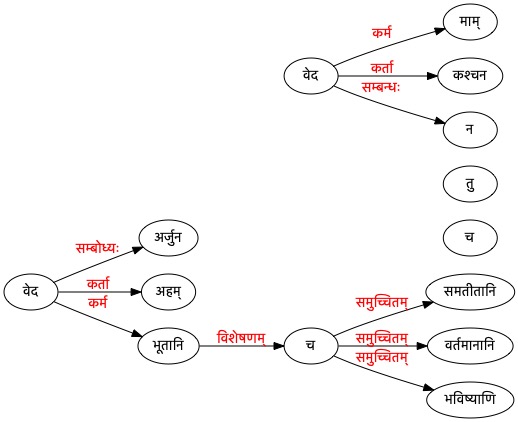 माम्
कर्म
वेद
कर्ता
कश्चन
सम्बन्धः
न
तु
च
अर्जुन
सम्बोध्यः
वेद
कर्ता
अहम्
कर्म
समतीतानि
समुच्चितम्
भूतानि
विशेषणम्
च
समुच्चितम्
वर्तमानानि
समुच्चितम्
भविष्याणि